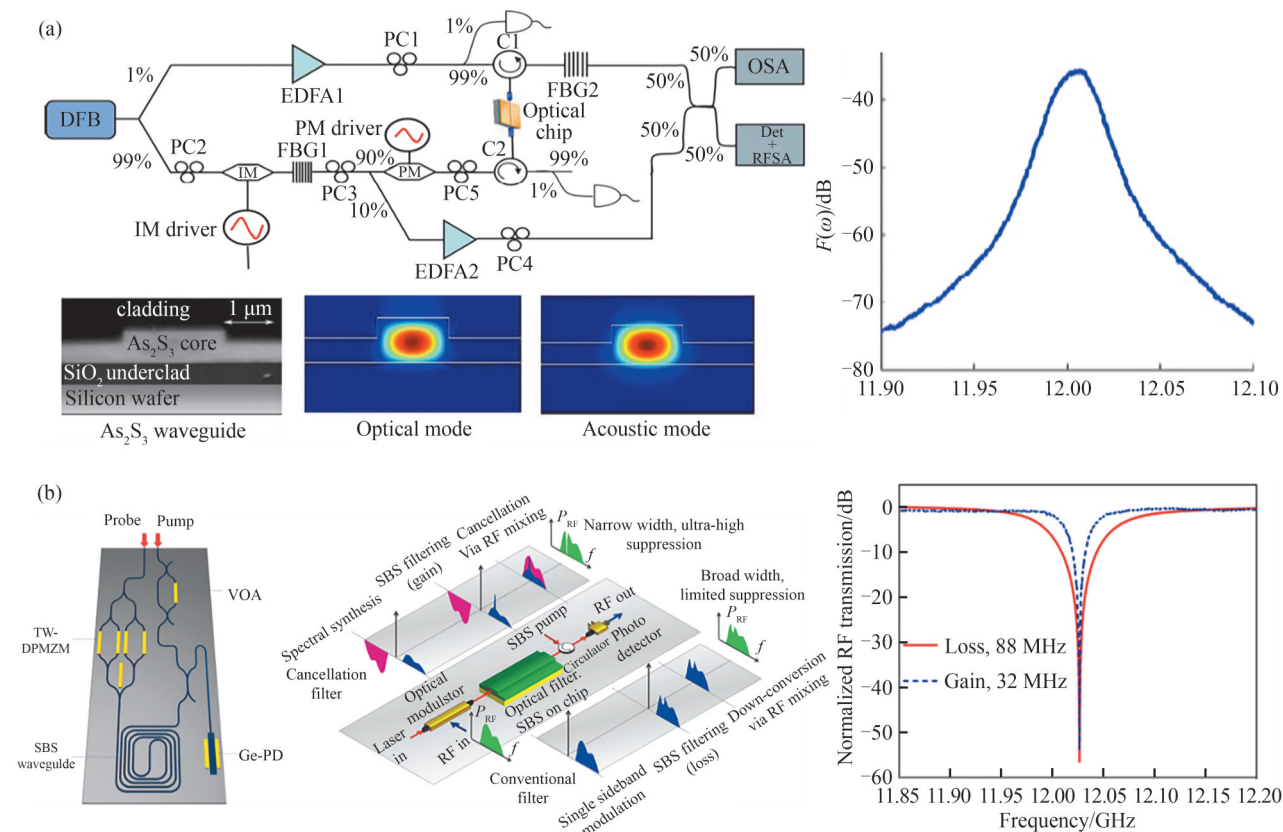 (a)
1%
PC1
1%
C1
50%
OSA
99%
50%
EDFA1
FBG2
DFB
Optical
chip
PM driver
50%
Det
+
RFSA
50%
99%
PC2
FBG1
90%
C2
99%
IM
PM
1%
PC3
PC5
10%
IM driver
EDFA2
PC4
cladding
1 μm
As₂S₃ core
SiO₂ underclad
Silicon wafer
As₂S₃ waveguide
Optical mode
Acoustic mode
F(ω)/dB
−40
−50
−60
−70
−80
11.90
11.95
12.00
12.05
12.10
(b)
Probe
Pump
VOA
TW-
DPMZM
SBS
wavegulde
Ge-PD
Cancellation
Via RF mixing
SBS filtering
(gain)
Spectral synthesis
Cancellation
filter
P_RF
f
Narrow width, ultra-high
suppression
Broad width,
limited suppression
P_RF
f
RF out
SBS pump
Circulator
Photo
detector
Optical
modulstor
Optical filter.
SBS on chip
Laser
in
RF in
P_RF
f
Conventional
filter
Single sideband
modulation
SBS filtering
(loss)
Down-conversion
via RF mixing
Normalized RF transmission/dB
0
−10
−20
−30
−40
−50
−60
Loss, 88 MHz
Gain, 32 MHz
11.85
11.90
11.95
12.00
12.05
12.10
12.15
12.20
Frequency/GHz